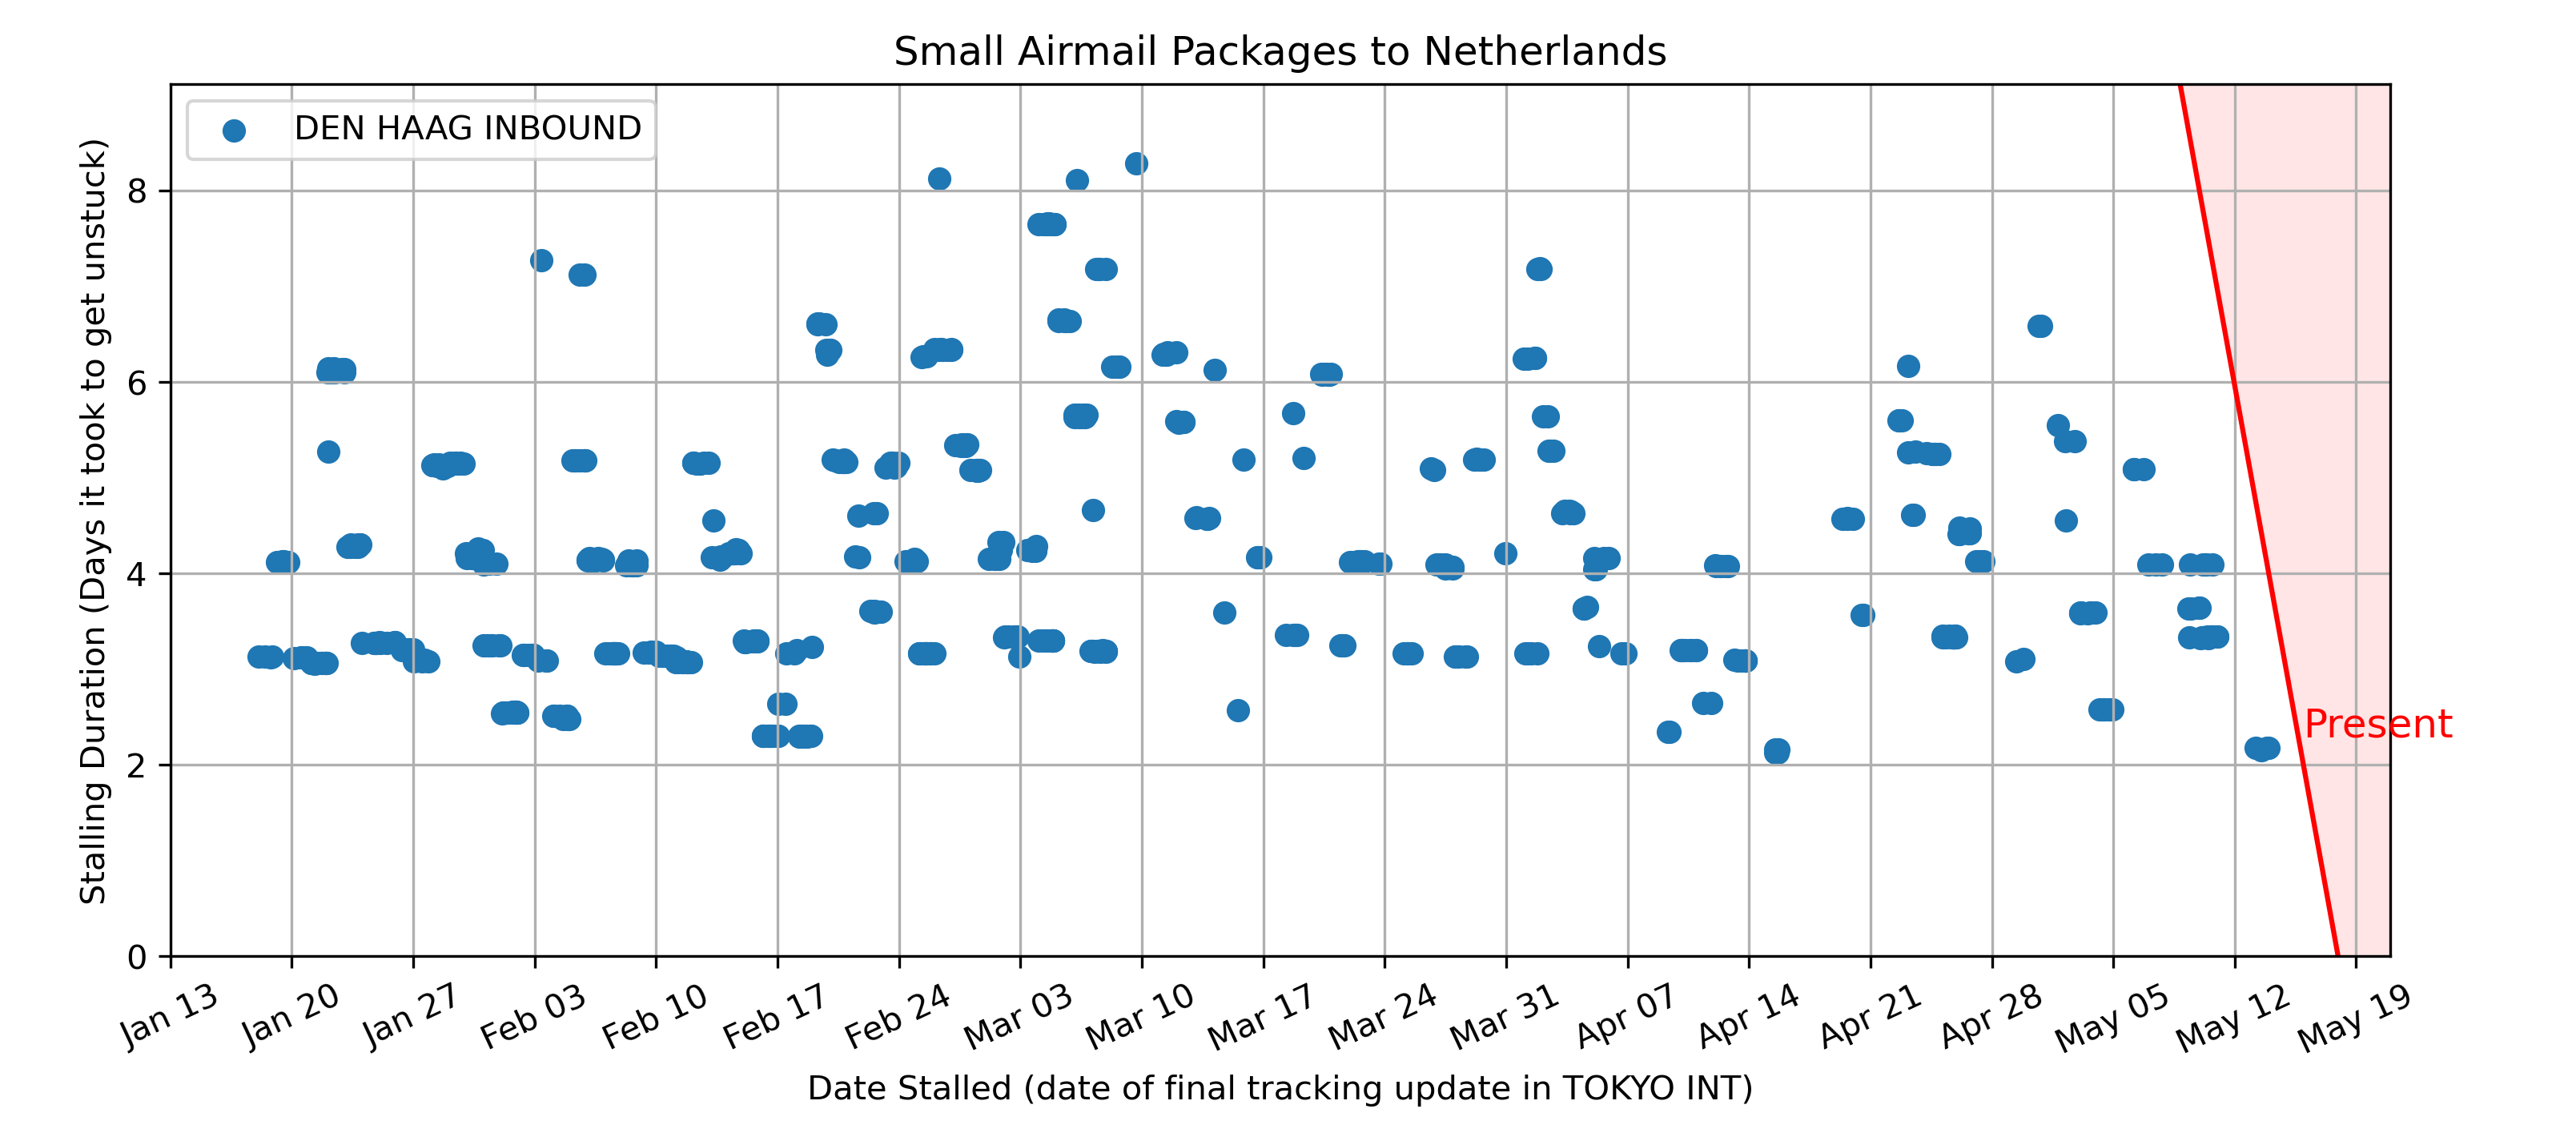 Small Airmail Packages to Netherlands
DEN HAAG INBOUND
Stalling Duration (Days it took to get unstuck)
8
6
4
2
0
Present
Jan 13
Jan 20
Jan 27
Feb 03
Feb 10
Feb 17
Feb 24
Mar 03
Mar 10
Mar 17
Mar 24
Mar 31
Apr 07
Apr 14
Apr 21
Apr 28
May 05
May 12
May 19
Date Stalled (date of final tracking update in TOKYO INT)